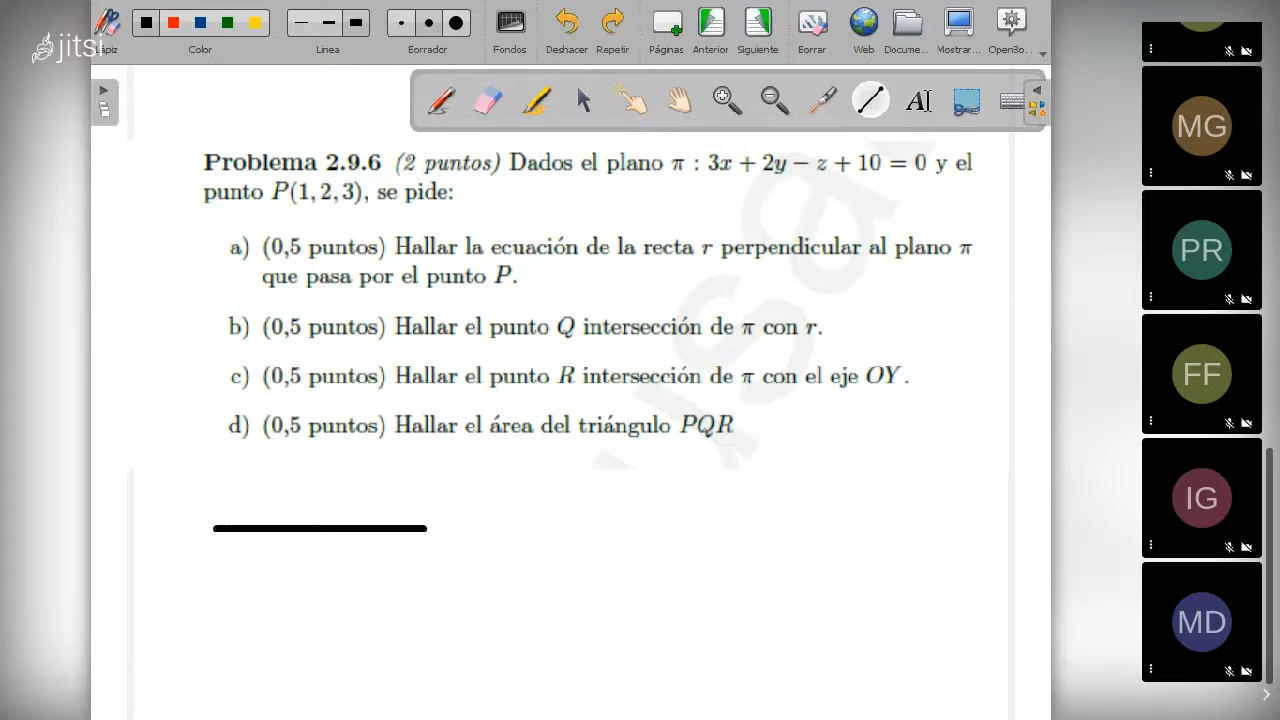 jitsi
Color
Linea
Borrador
Fondos
Deshacer
Repetir
Páginas
Anterior
Siguiente
Borrar
Web
Docume...
Mostrar...
OpenBo...
Problema 2.9.6 (2 puntos) Dados el plano π : 3x + 2y − z + 10 = 0 y el
punto P(1, 2, 3), se pide:
a) (0,5 puntos) Hallar la ecuación de la recta r perpendicular al plano π
que pasa por el punto P.
b) (0,5 puntos) Hallar el punto Q intersección de π con r.
c) (0,5 puntos) Hallar el punto R intersección de π con el eje OY.
d) (0,5 puntos) Hallar el área del triángulo PQR
MG
PR
FF
IG
MD